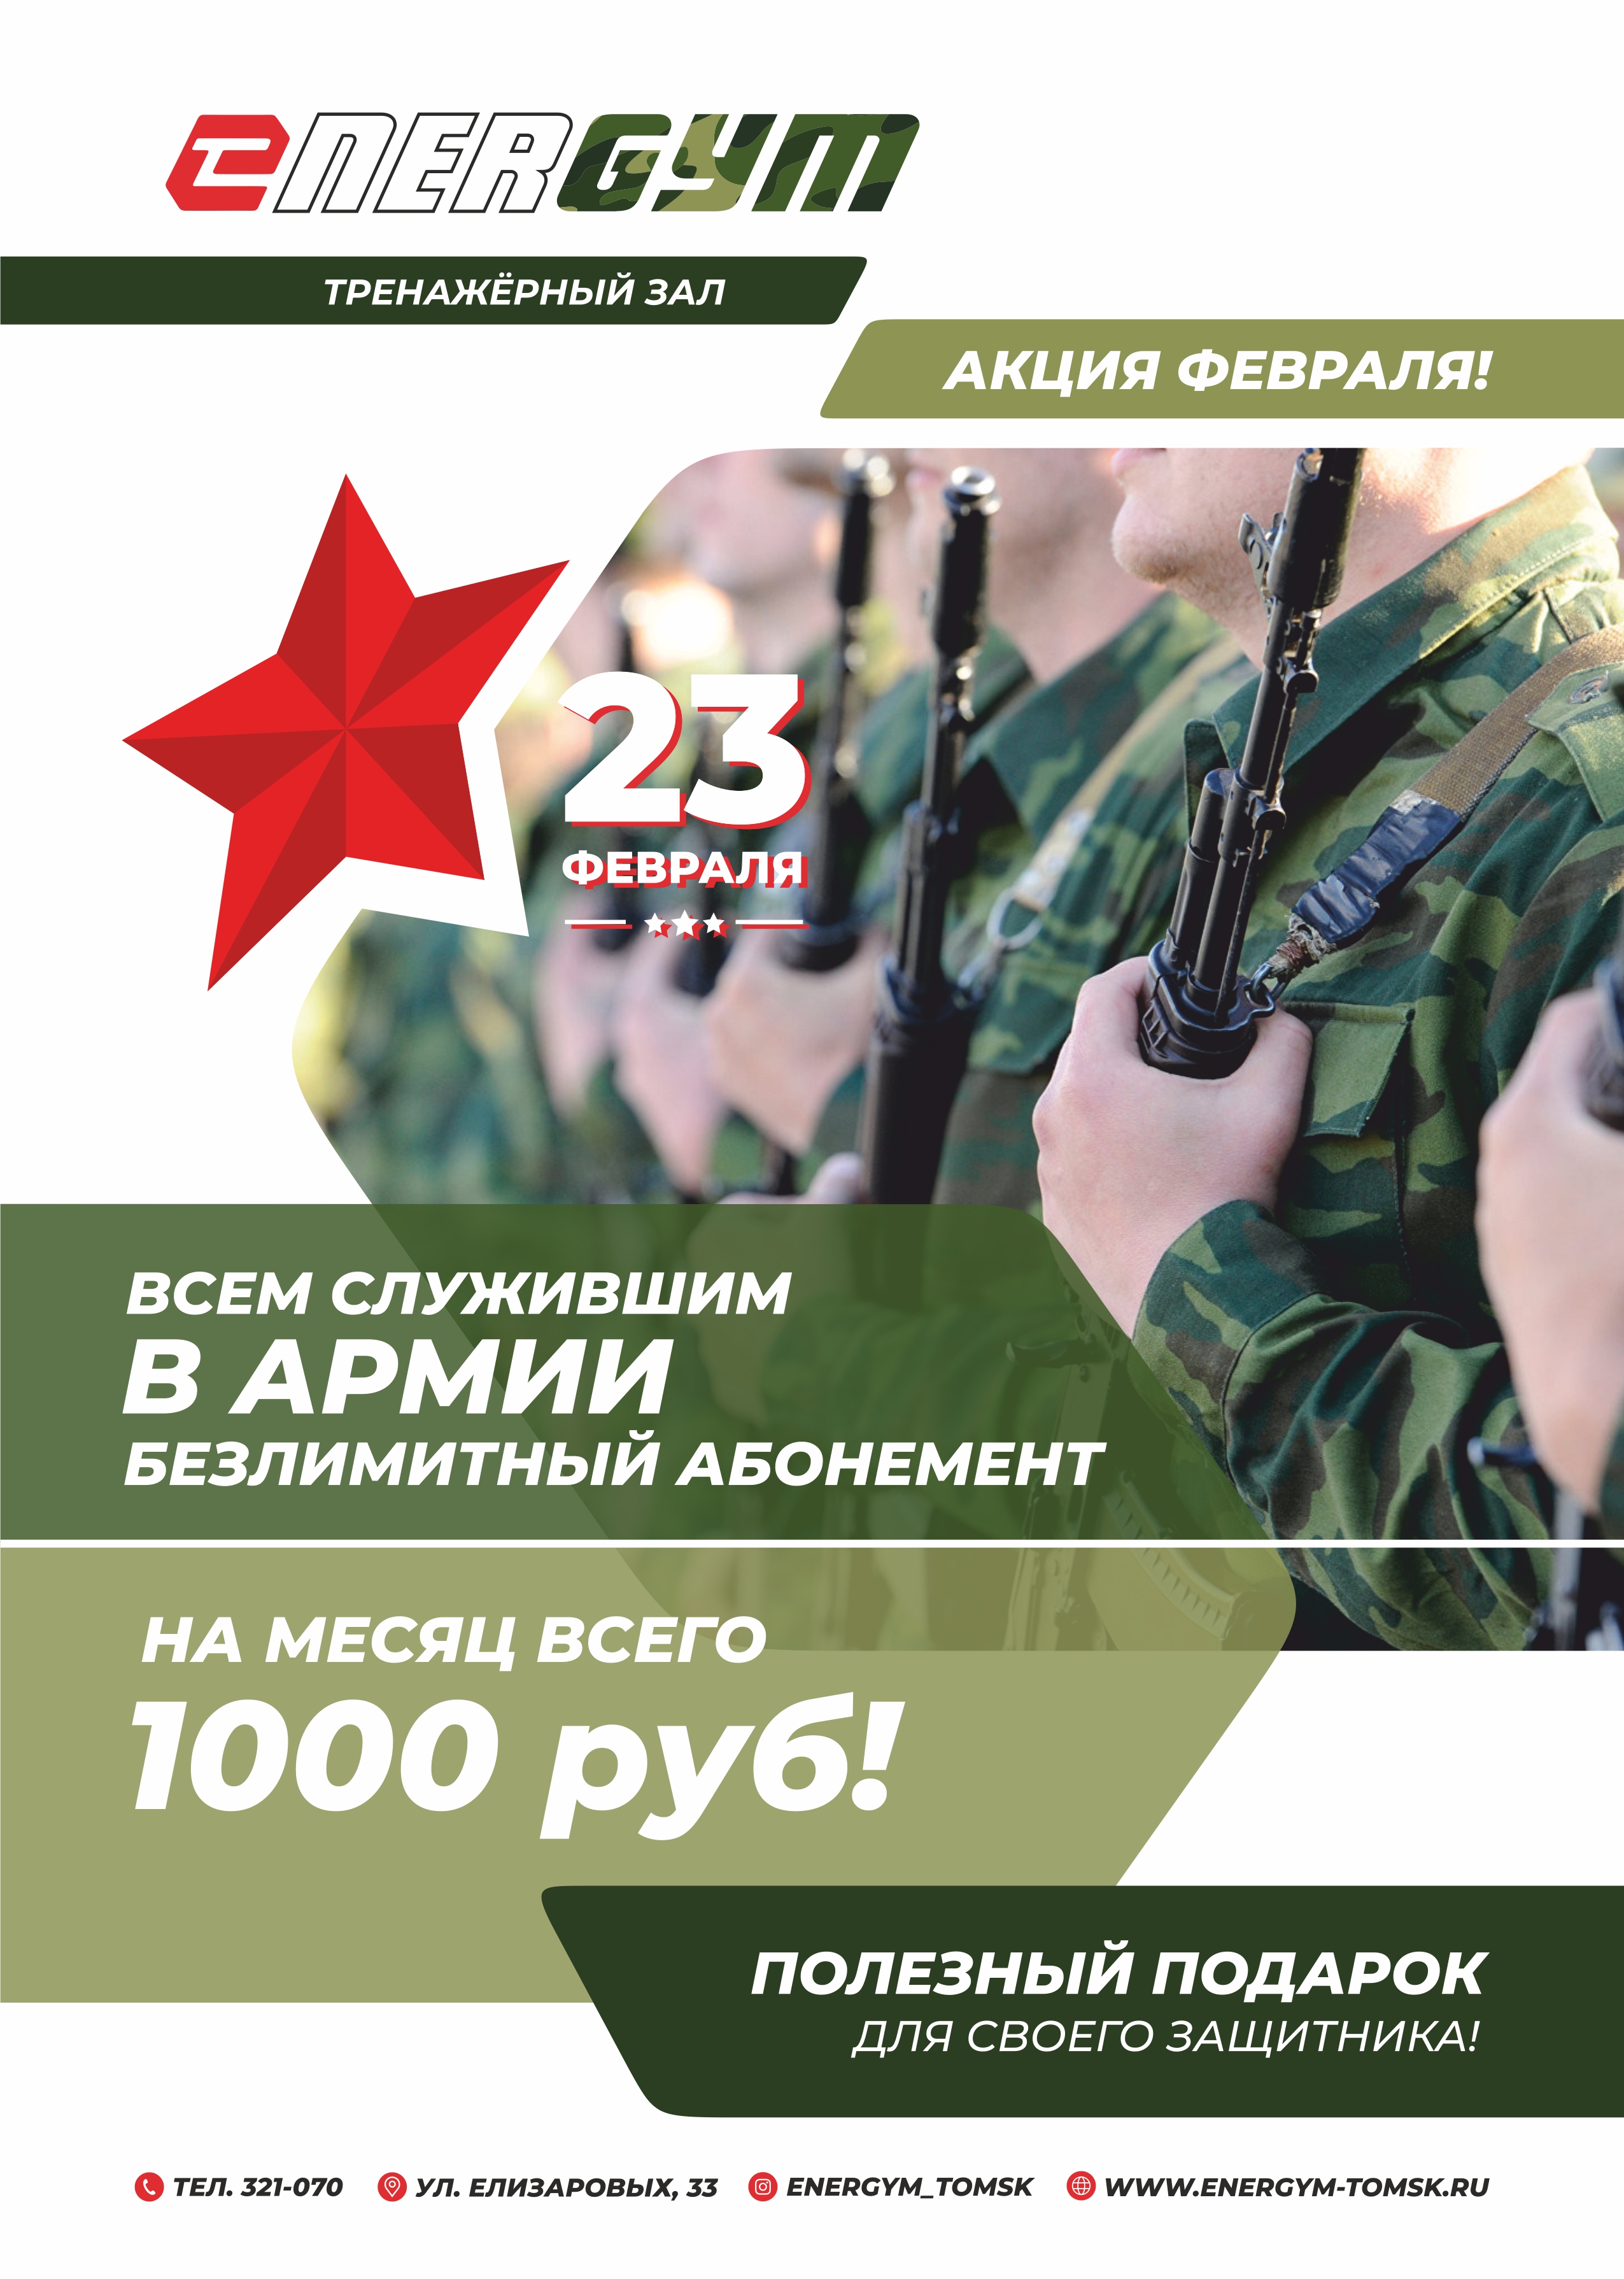 ENERGYM
ТРЕНАЖЁРНЫЙ ЗАЛ
АКЦИЯ ФЕВРАЛЯ!
23
ФЕВРАЛЯ
ВСЕМ СЛУЖИВШИМ
В АРМИИ
БЕЗЛИМИТНЫЙ АБОНЕМЕНТ
НА МЕСЯЦ ВСЕГО
1000 руб!
ПОЛЕЗНЫЙ ПОДАРОК
ДЛЯ СВОЕГО ЗАЩИТНИКА!
ТЕЛ. 321-070 УЛ. ЕЛИЗАРОВЫХ, 33 ENERGYM_TOMSK WWW.ENERGYM-TOMSK.RU